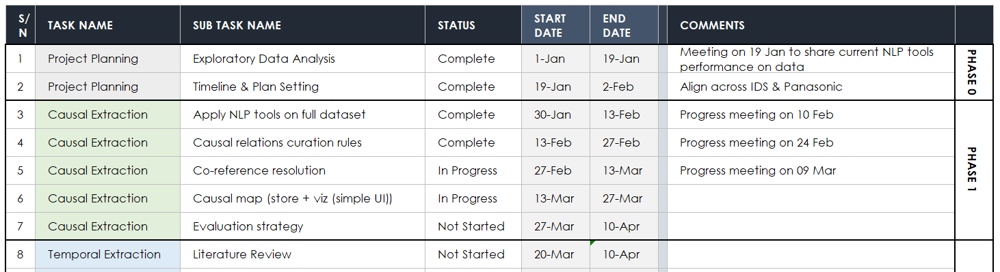 S/N TASK NAME SUB TASK NAME STATUS START DATE END DATE COMMENTS
1 Project Planning Exploratory Data Analysis Complete 1-Jan 19-Jan Meeting on 19 Jan to share current NLP tools
performance on data
2 Project Planning Timeline & Plan Setting Complete 19-Jan 2-Feb Align across IDS & Panasonic
PHASE 0
3 Causal Extraction Apply NLP tools on full dataset Complete 30-Jan 13-Feb Progress meeting on 10 Feb
4 Causal Extraction Causal relations curation rules Complete 13-Feb 27-Feb Progress meeting on 24 Feb
5 Causal Extraction Co-reference resolution In Progress 27-Feb 13-Mar Progress meeting on 09 Mar
6 Causal Extraction Causal map (store + viz (simple UI)) In Progress 13-Mar 27-Mar
7 Causal Extraction Evaluation strategy Not Started 27-Mar 10-Apr
PHASE 1
8 Temporal Extraction Literature Review Not Started 20-Mar 10-Apr